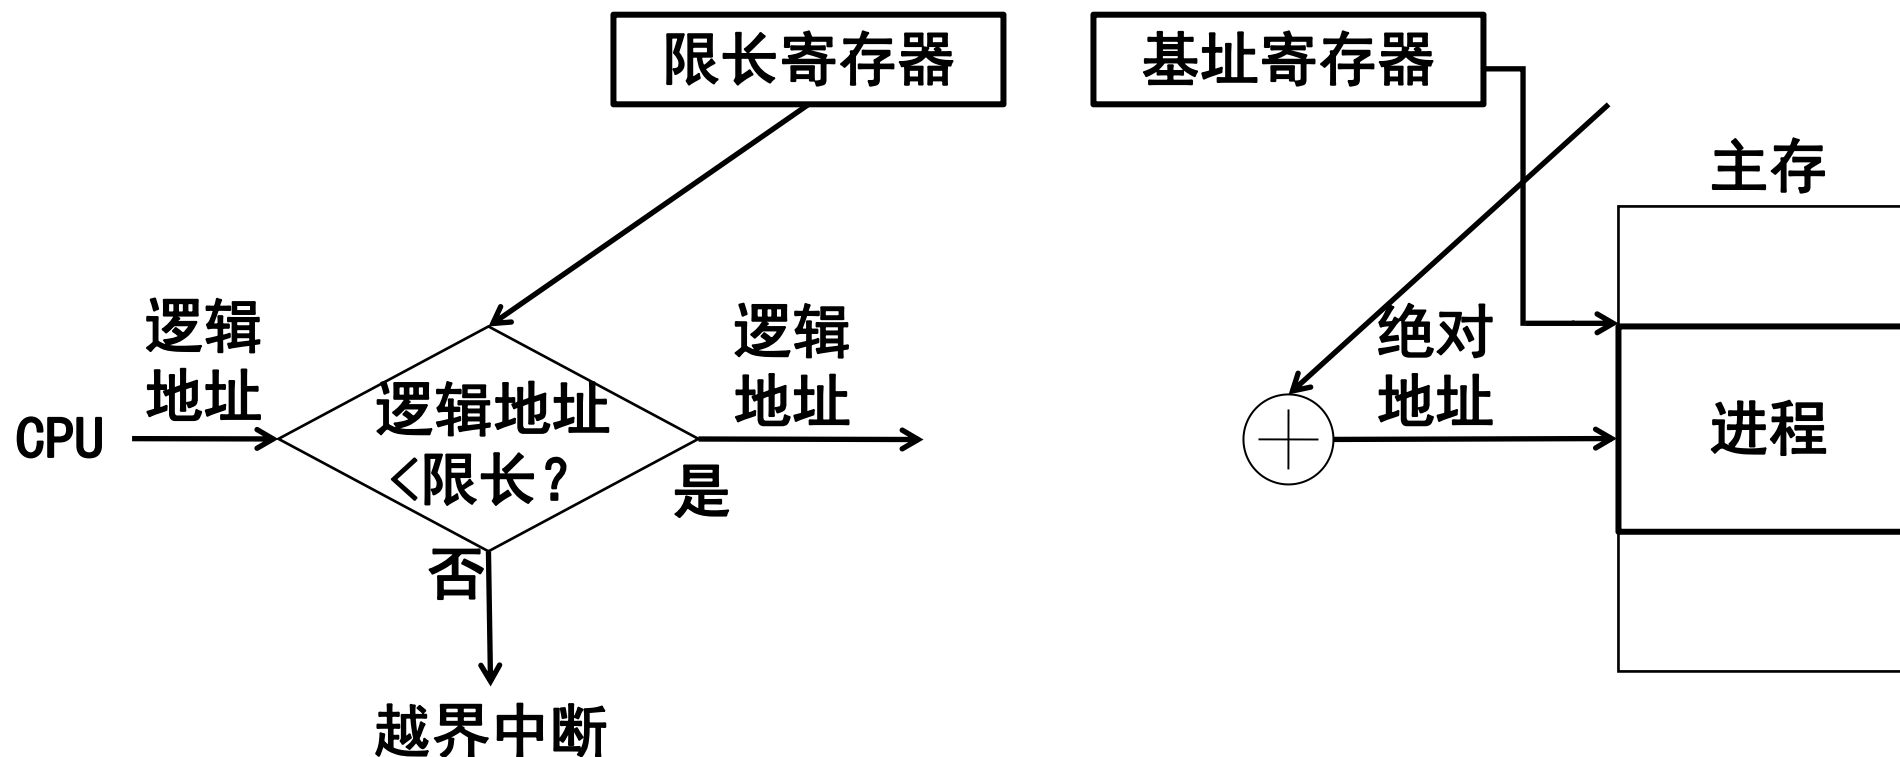 限长寄存器
基址寄存器
主存
逻辑
地址
CPU
逻辑地址
<限长?
逻辑
地址
是
否
越界中断
绝对
地址
进程